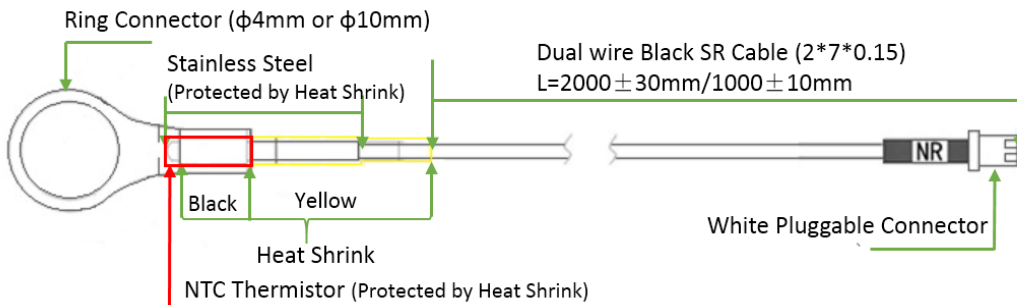 Ring Connector (ϕ4mm or ϕ10mm)
Stainless Steel
(Protected by Heat Shrink)
Dual wire Black SR Cable (2*7*0.15)
L=2000±30mm/1000±10mm
NR
Black
Yellow
Heat Shrink
White Pluggable Connector
NTC Thermistor (Protected by Heat Shrink)